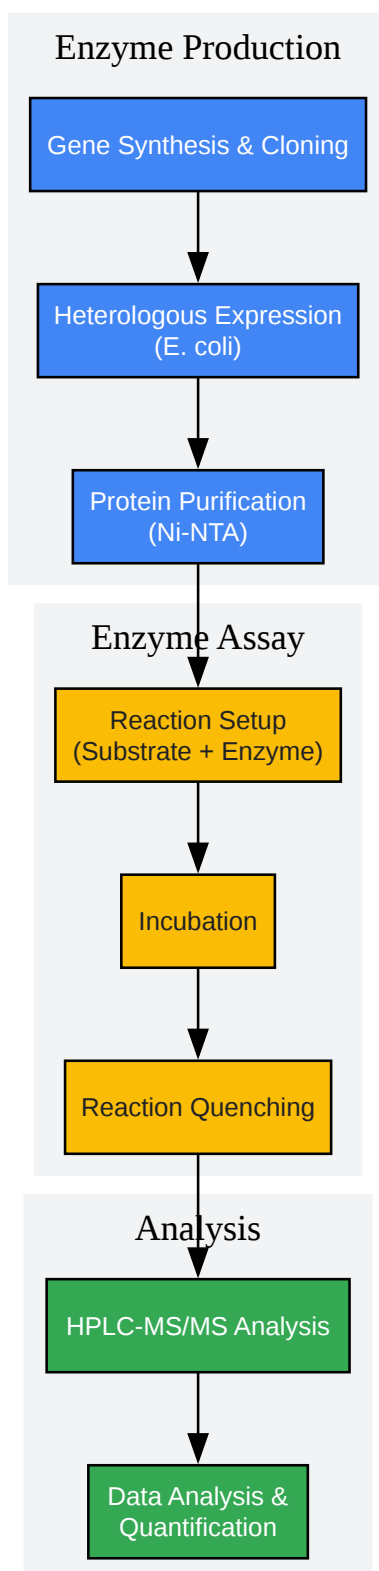 Enzyme Production
Gene Synthesis & Cloning
Heterologous Expression
(E. coli)
Protein Purification
(Ni-NTA)
Enzyme Assay
Reaction Setup
(Substrate + Enzyme)
Incubation
Reaction Quenching
Analysis
HPLC-MS/MS Analysis
Data Analysis &
Quantification